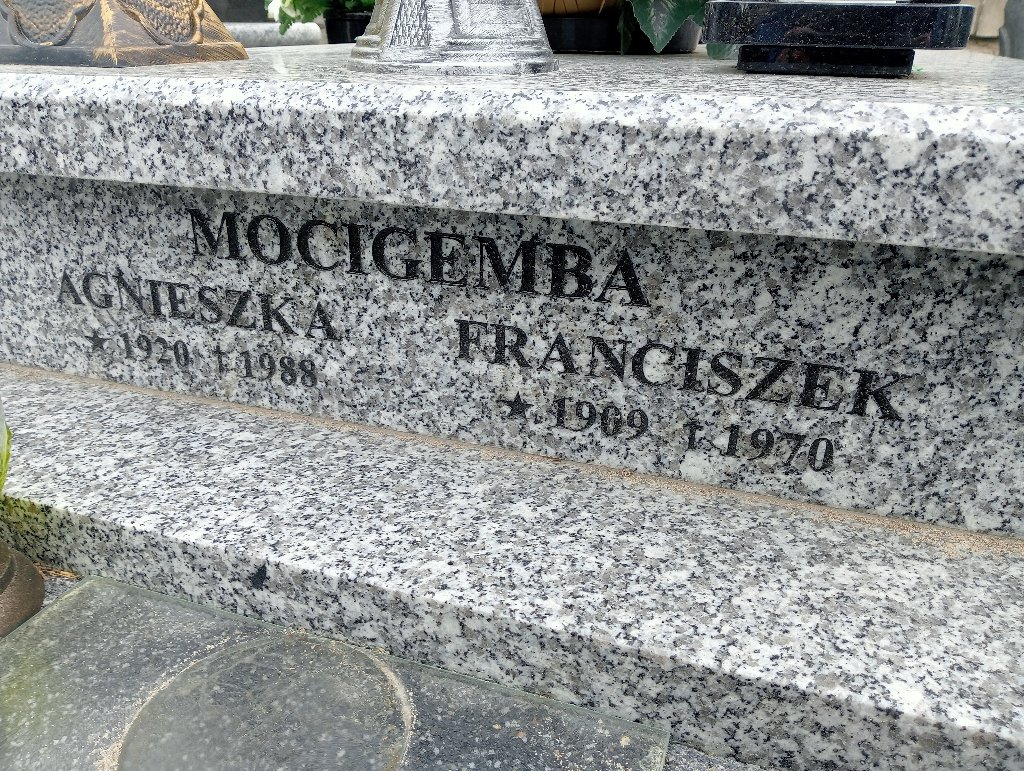 MOCIGEMBA
AGNIESZKA FRANCISZEK
★ 1920 † 1988 ★ 1909 † 1970